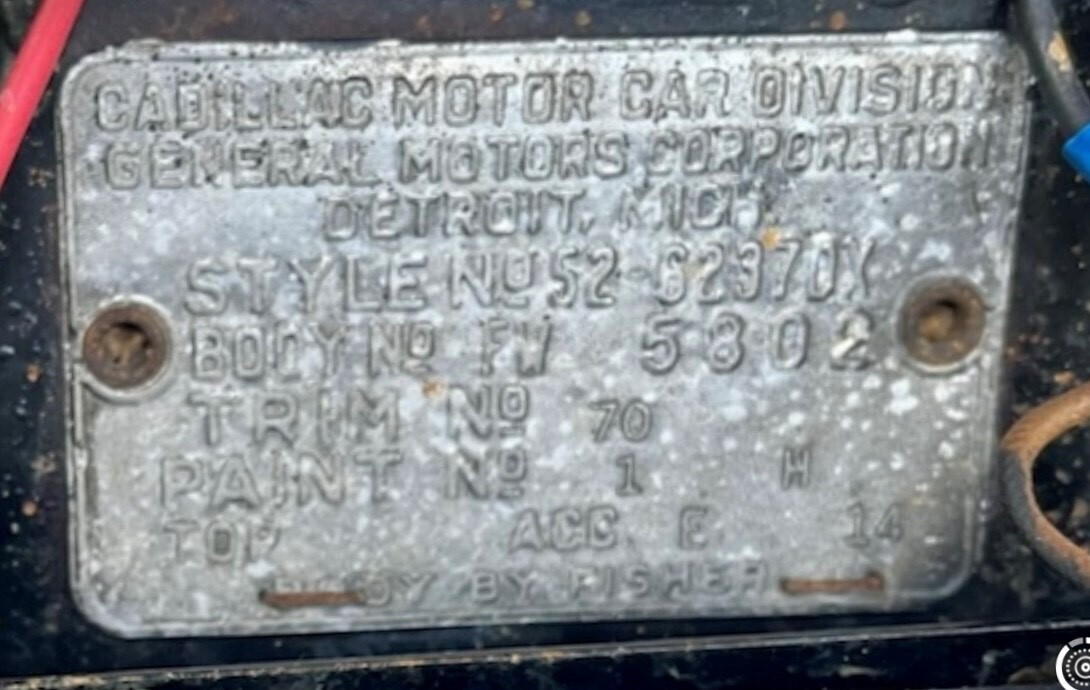 CADILLAC MOTOR CAR DIVISION
GENERAL MOTORS CORPORATION
DETROIT, MICH.
STYLE Nº 52-6237DX
BODY Nº FW 5802
TRIM Nº 70
PAINT Nº 1 H
TOP ACC E 14
BODY BY FISHER